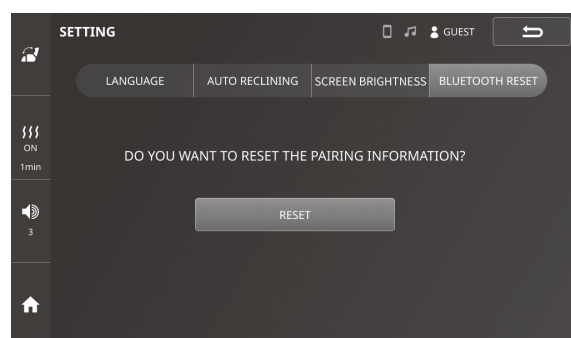 SETTING
GUEST
LANGUAGE
AUTO RECLINING
SCREEN BRIGHTNESS
BLUETOOTH RESET
ON
1min
DO YOU WANT TO RESET THE PAIRING INFORMATION?
RESET
3